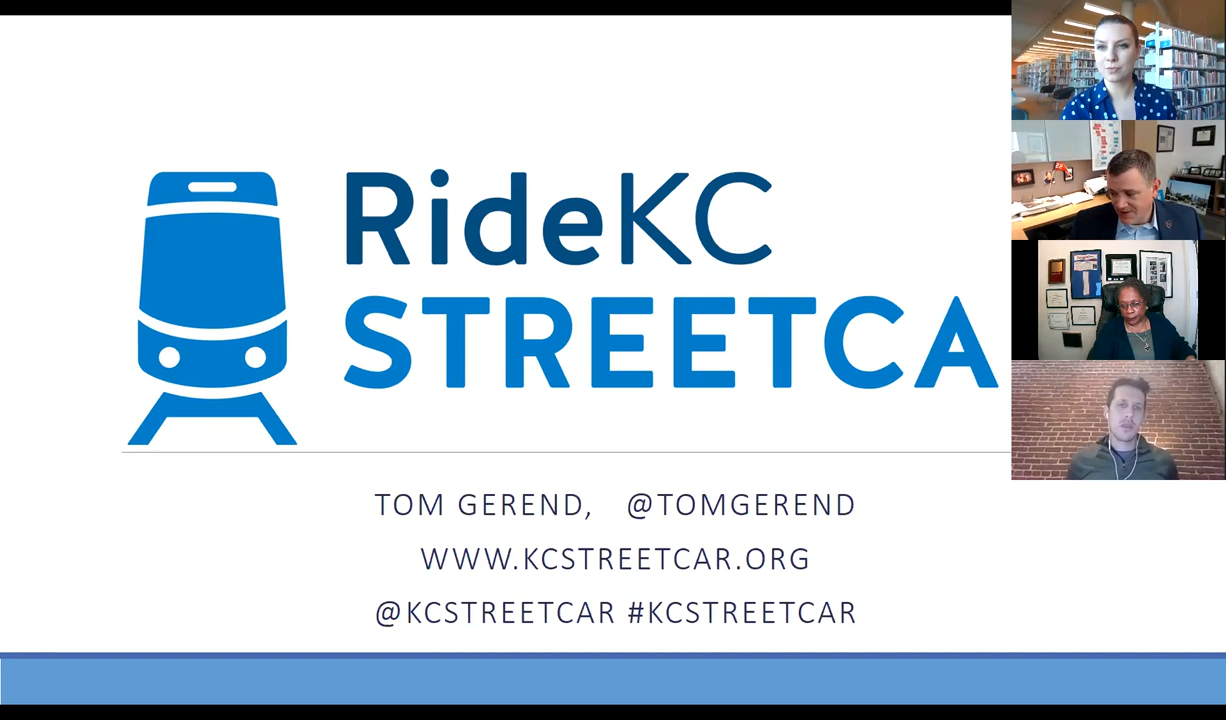 RideKC
STREETCA
TOM GEREND, @TOMGEREND
WWW.KCSTREETCAR.ORG
@KCSTREETCAR #KCSTREETCAR